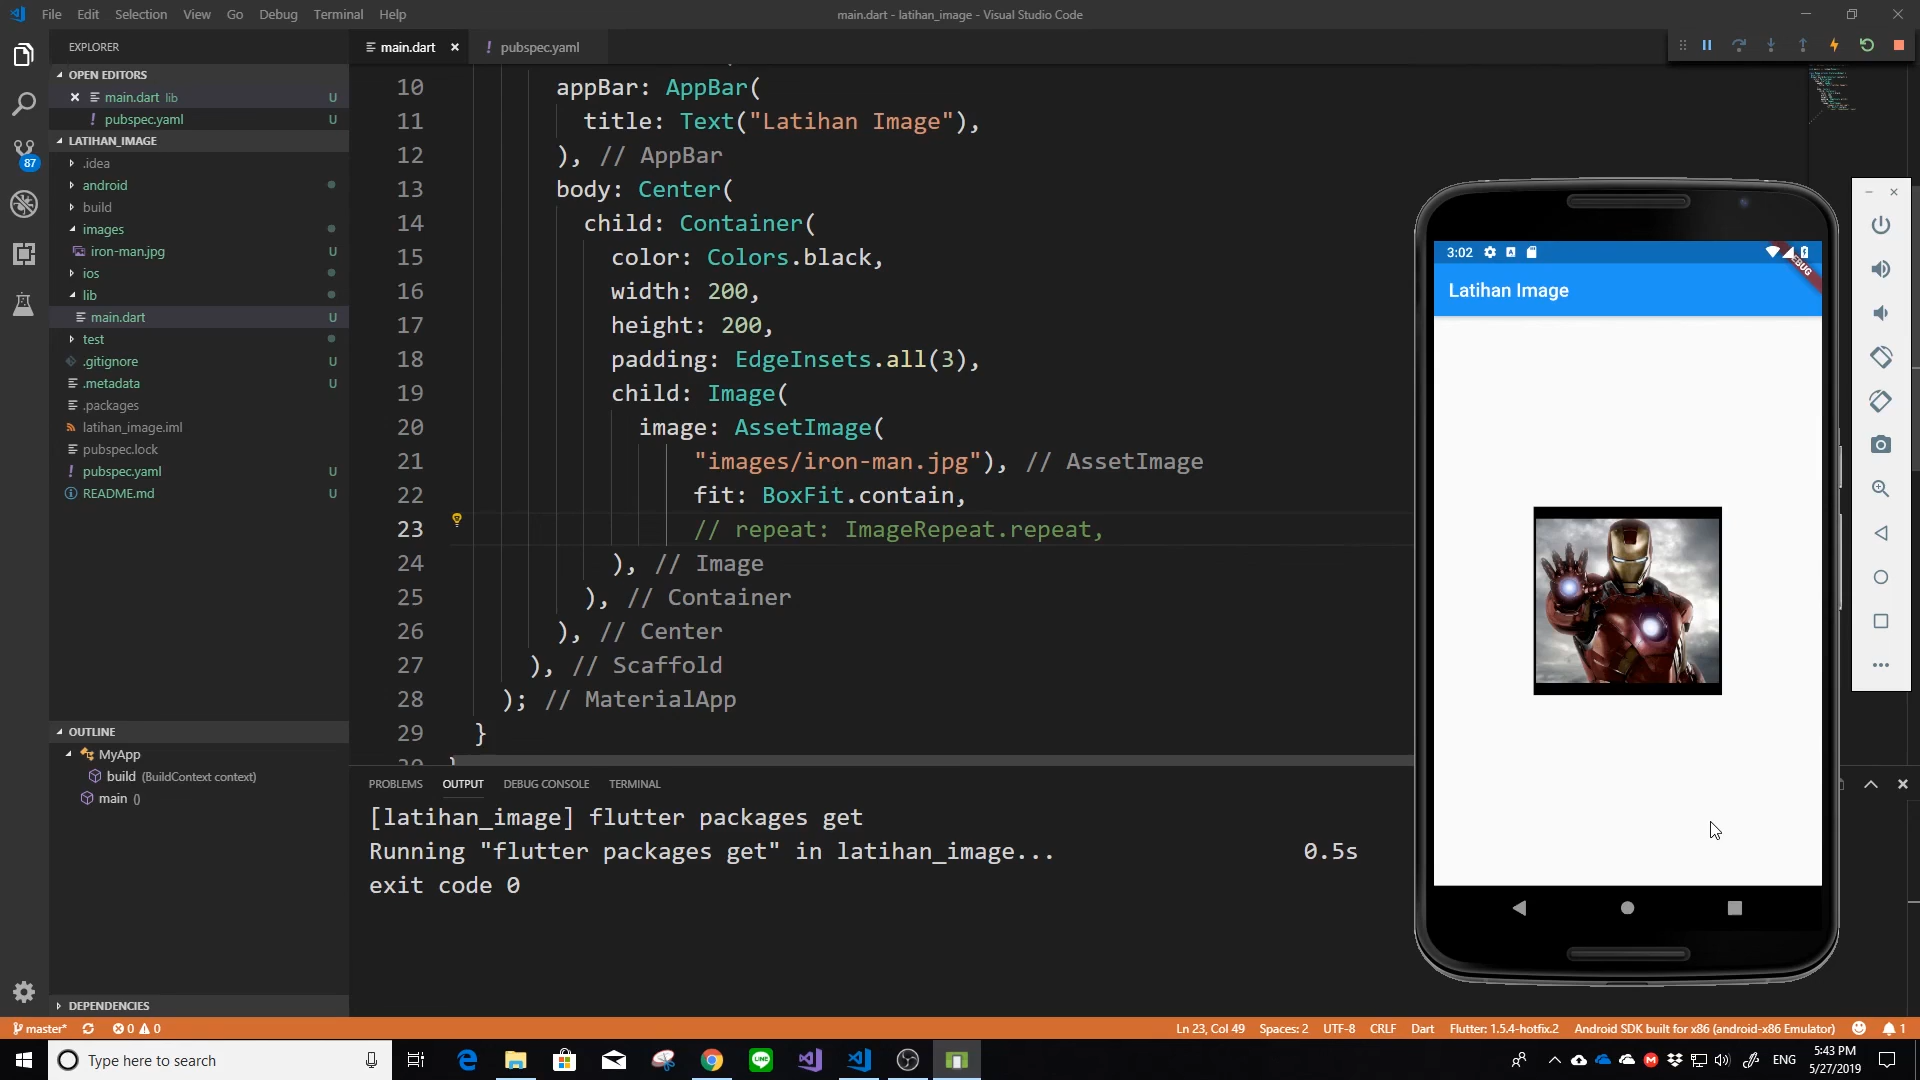 File Edit Selection View Go Debug Terminal Help
main.dart - latihan_image - Visual Studio Code
EXPLORER
OPEN EDITORS
main.dart lib U
pubspec.yaml U
LATIHAN_IMAGE
87
.idea
android
build
images
iron-man.jpg U
ios
lib
main.dart U
test
.gitignore U
.metadata U
.packages
latihan_image.iml
pubspec.lock
pubspec.yaml U
README.md U
OUTLINE
MyApp
build (BuildContext context)
main ()
DEPENDENCIES
main.dart
pubspec.yaml
10 appBar: AppBar(
11 title: Text("Latihan Image"),
12 ), // AppBar
13 body: Center(
14 child: Container(
15 color: Colors.black,
16 width: 200,
17 height: 200,
18 padding: EdgeInsets.all(3),
19 child: Image(
20 image: AssetImage(
21 "images/iron-man.jpg"), // AssetImage
22 fit: BoxFit.contain,
23 // repeat: ImageRepeat.repeat,
24 ), // Image
25 ), // Container
26 ), // Center
27 ), // Scaffold
28 ); // MaterialApp
29 }
PROBLEMS OUTPUT DEBUG CONSOLE TERMINAL
[latihan_image] flutter packages get
Running "flutter packages get" in latihan_image... 0.5s
exit code 0
3:02
Latihan Image
master* 0 0
Ln 23, Col 49 Spaces: 2 UTF-8 CRLF Dart Flutter: 1.5.4-hotfix.2 Android SDK built for x86 (android-x86 Emulator) 1
Type here to search
LINE
ENG
5:43 PM
5/27/2019